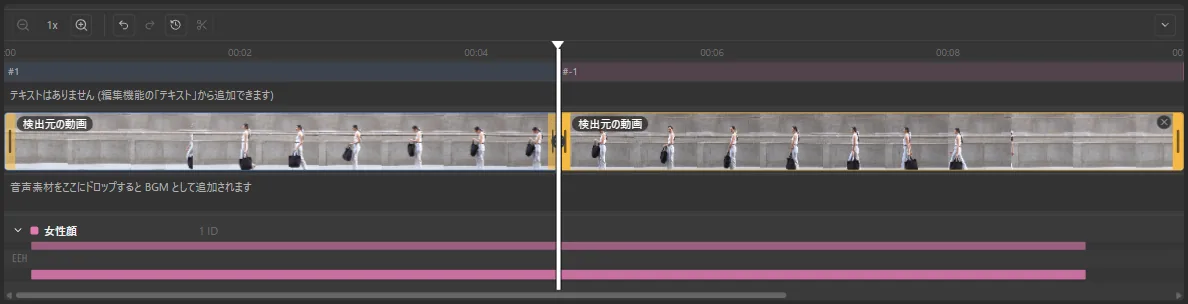 1x
:00 00:02 00:04 00:06 00:08 00
#1 #-1
テキストはありません (編集機能の「テキスト」から追加できます)
検出元の動画 検出元の動画
音声素材をここにドロップすると BGM として追加されます
女性顔 1 ID
EEH